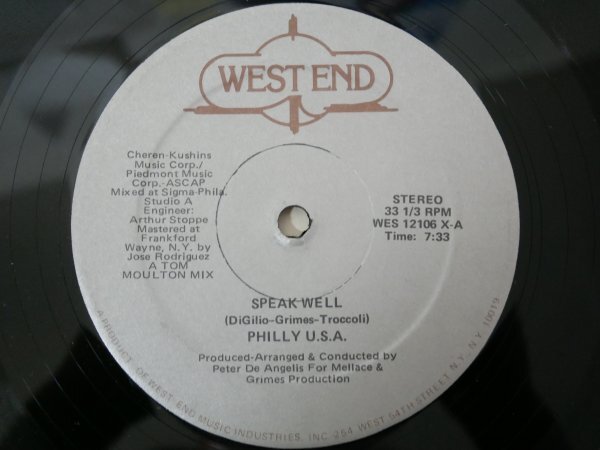 WEST END
Cheren-Kushins
Music Corp./
Piedmont Music
Corp.-ASCAP
Mixed at Sigma-Phila.
Studio A
Engineer:
Arthur Stoppe
Mastered at
Frankford
Wayne, N.Y. by
Jose Rodriguez
A TOM
MOULTON MIX
STEREO
33 1/3 RPM
WES 12106 X-A
Time: 7:33
SPEAK WELL
(DiGilio-Grimes-Troccoli)
PHILLY U.S.A.
Produced-Arranged & Conducted by
Peter De Angelis For Mellace &
Grimes Production
A PRODUCT OF WEST END MUSIC INDUSTRIES, INC. 254 WEST 54TH STREET N.Y., N.Y. 10019